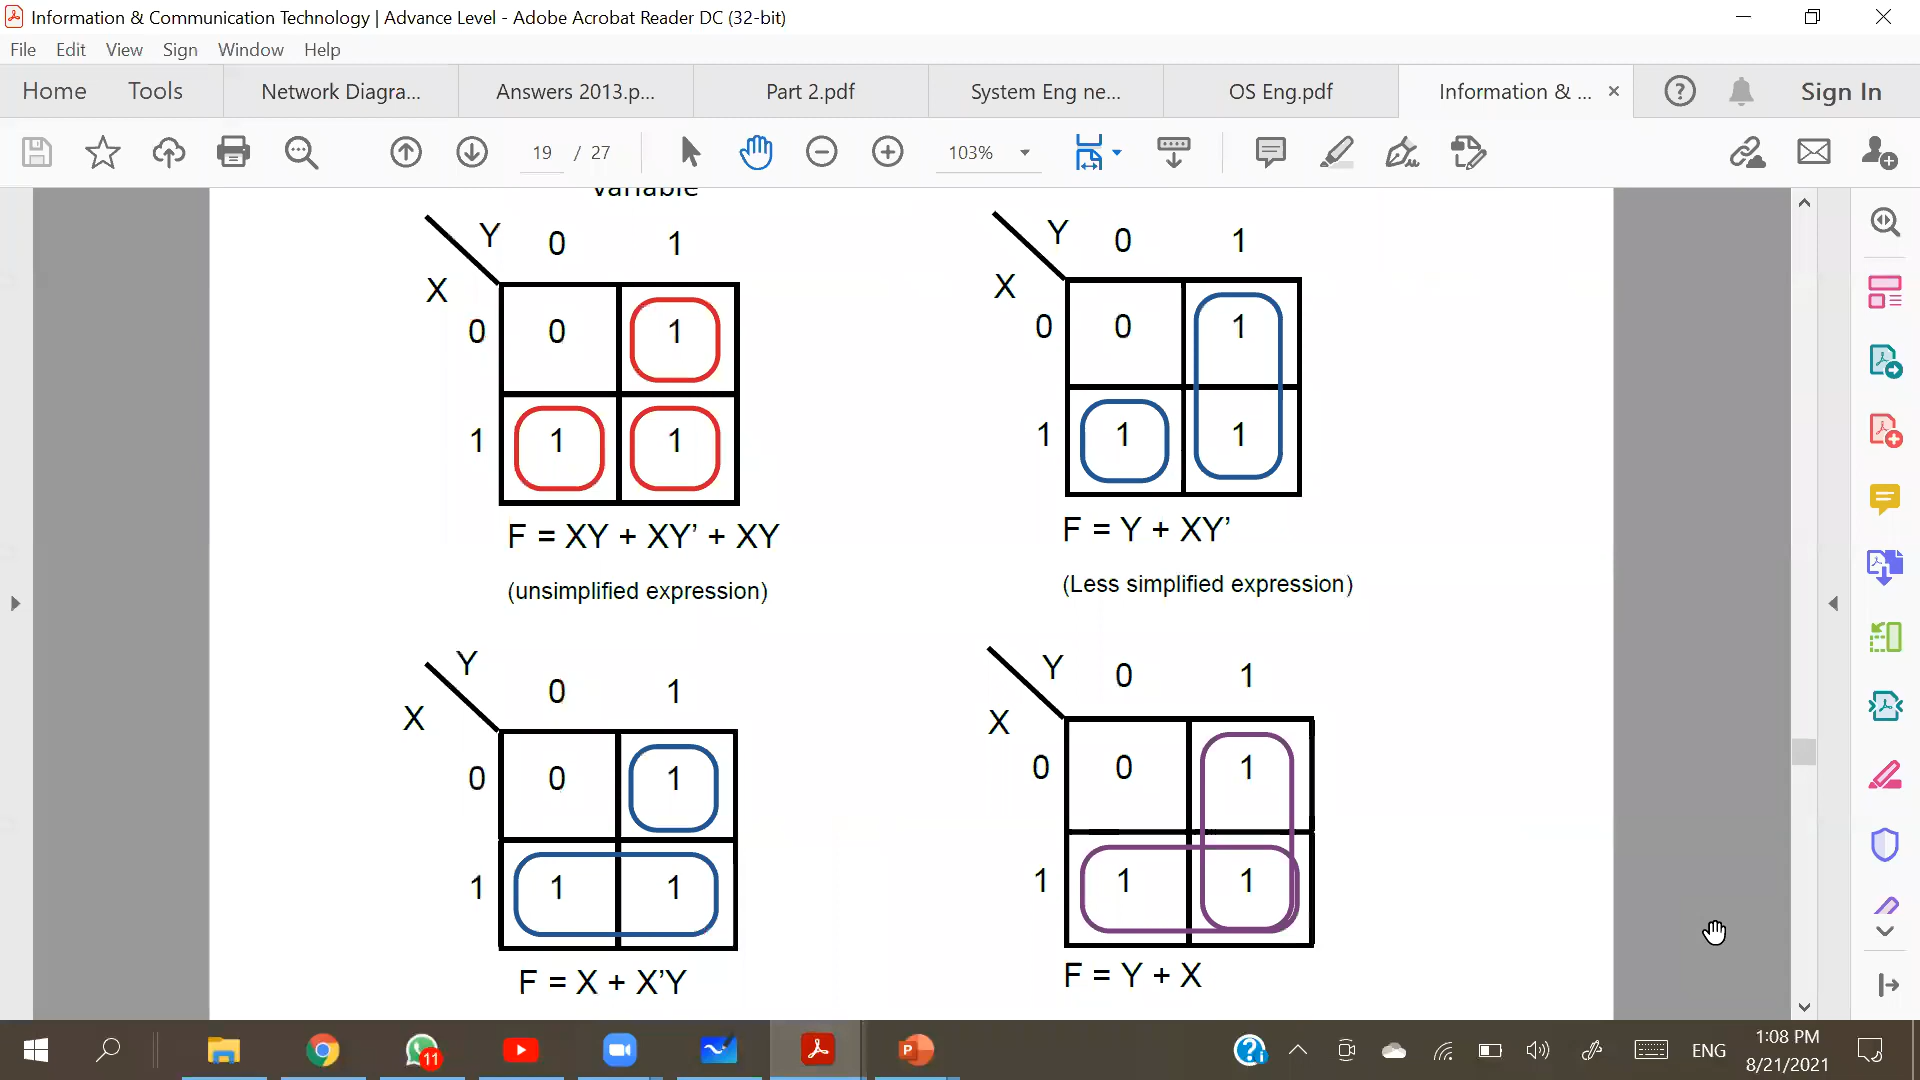 Information & Communication Technology | Advance Level - Adobe Acrobat Reader DC (32-bit)
File Edit View Sign Window Help
Home Tools Network Diagra... Answers 2013.p... Part 2.pdf System Eng ne... OS Eng.pdf Information & ... × ? Sign In
19 / 27 103%
variable
Y 0 1
X
0 0 1
1 1 1
F = XY + XY’ + XY
(unsimplified expression)
Y 0 1
X
0 0 1
1 1 1
F = Y + XY’
(Less simplified expression)
Y 0 1
X
0 0 1
1 1 1
F = X + X’Y
Y 0 1
X
0 0 1
1 1 1
F = Y + X
11
P
?
ENG
1:08 PM
8/21/2021